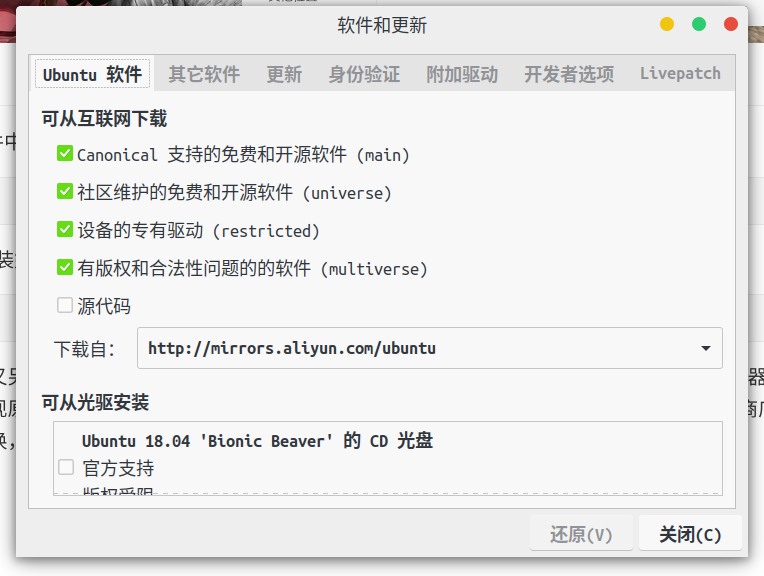 软件和更新
Ubuntu 软件 其它软件 更新 身份验证 附加驱动 开发者选项 Livepatch
可从互联网下载
Canonical 支持的免费和开源软件 (main)
社区维护的免费和开源软件 (universe)
设备的专有驱动 (restricted)
有版权和合法性问题的的软件 (multiverse)
源代码
下载自: http://mirrors.aliyun.com/ubuntu
可从光驱安装
Ubuntu 18.04 'Bionic Beaver' 的 CD 光盘
官方支持
版权受限
还原(V) 关闭(C)